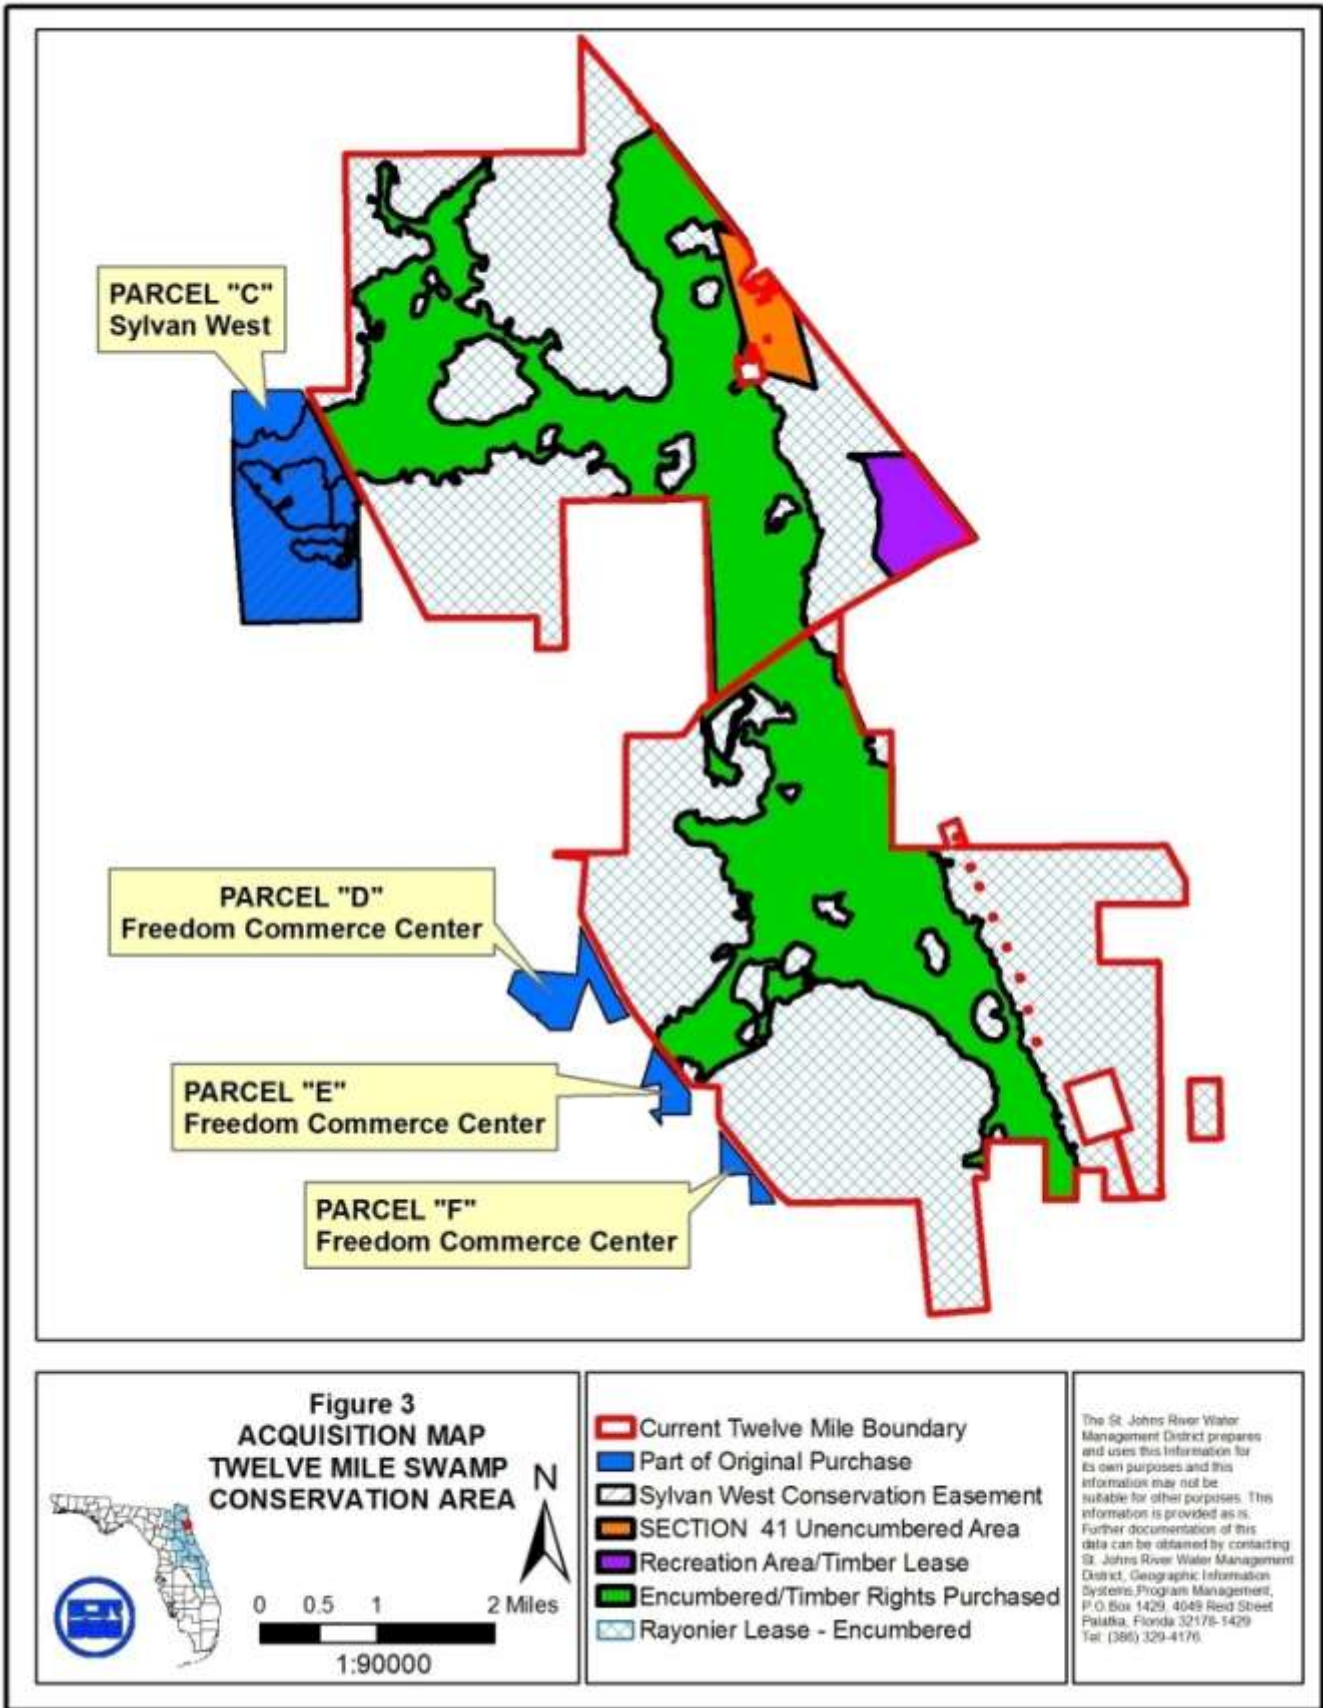 PARCEL "C"
Sylvan West
PARCEL "D"
Freedom Commerce Center
PARCEL "E"
Freedom Commerce Center
PARCEL "F"
Freedom Commerce Center
Figure 3
ACQUISITION MAP
TWELVE MILE SWAMP
CONSERVATION AREA
N
0 0.5 1 2 Miles
1:90000
Current Twelve Mile Boundary
Part of Original Purchase
Sylvan West Conservation Easement
SECTION 41 Unencumbered Area
Recreation Area/Timber Lease
Encumbered/Timber Rights Purchased
Rayonier Lease - Encumbered
The St. Johns River Water
Management District prepares
and uses this information for
its own purposes and this
information may not be
suitable for other purposes. This
information is provided as is.
Further documentation of this
data can be obtained by contacting
St. Johns River Water Management
District, Geographic Information
Systems,Program Management,
P.O.Box 1429, 4049 Reid Street
Palatka, Florida 32178-1429
Tel: (386) 329-4176.